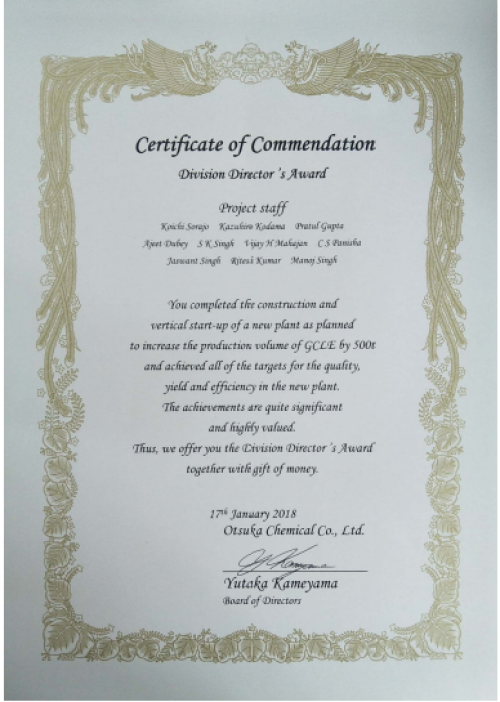 Certificate of Commendation
Division Director's Award
Project staff
Koichi Sorajo Kazuhiro Kodama Pratul Gupta
Ajeet Dubey S K Singh Vijay H Mahajan C S Pamisha
Jaswant Singh Ritesh Kumar Manoj Singh
You completed the construction and
vertical start-up of a new plant as planned
to increase the production volume of GCLE by 500t
and achieved all of the targets for the quality,
yield and efficiency in the new plant.
The achievements are quite significant
and highly valued.
Thus, we offer you the Division Director's Award
together with gift of money.
17th January 2018
Otsuka Chemical Co., Ltd.
Y. Kameyama
Yutaka Kameyama
Board of Directors